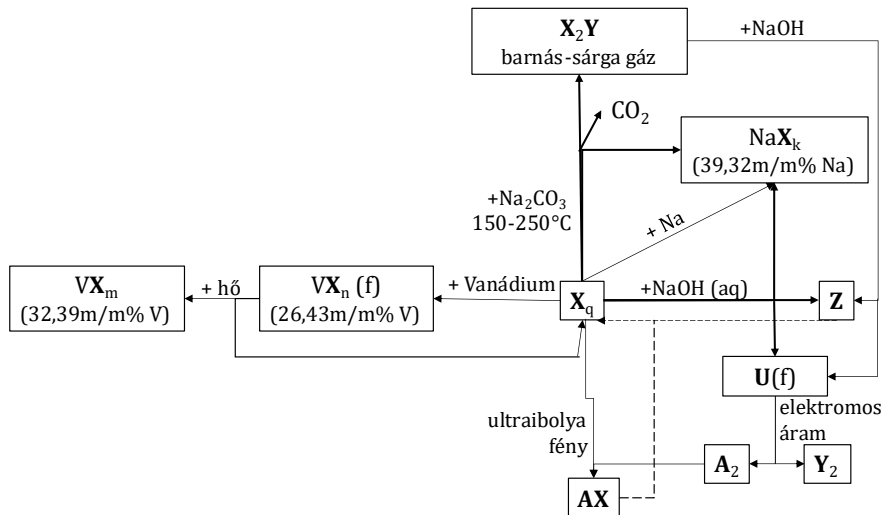 X₂Y
barnás-sárga gáz
+NaOH
CO₂
NaXₖ
(39,32m/m% Na)
+Na₂CO₃
150-250°C
+ Na
VXₘ
(32,39m/m% V)
+ hő
VXₙ (f)
(26,43m/m% V)
+ Vanádium
X_q
+NaOH (aq)
Z
U(f)
ultraibolya
fény
elektromos
áram
A₂
Y₂
AX